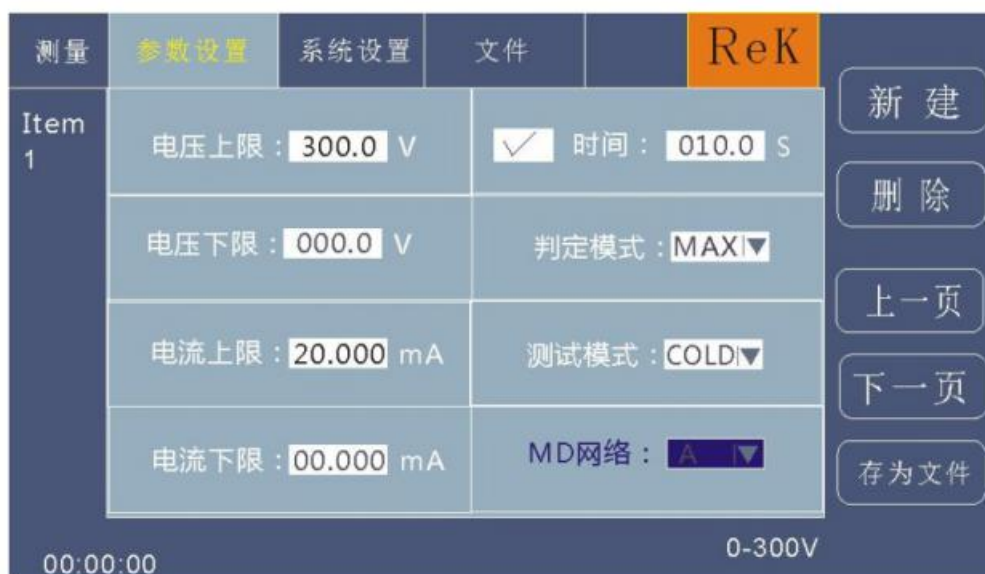 测量 参数设置 系统设置 文件 ReK
Item
1
电压上限：300.0 V
✓ 时间：010.0 S
电压下限：000.0 V
判定模式：MAX
电流上限：20.000 mA
测试模式：COLD
电流下限：00.000 mA
MD网络：A
新建
删除
上一页
下一页
存为文件
00:00:00
0-300V